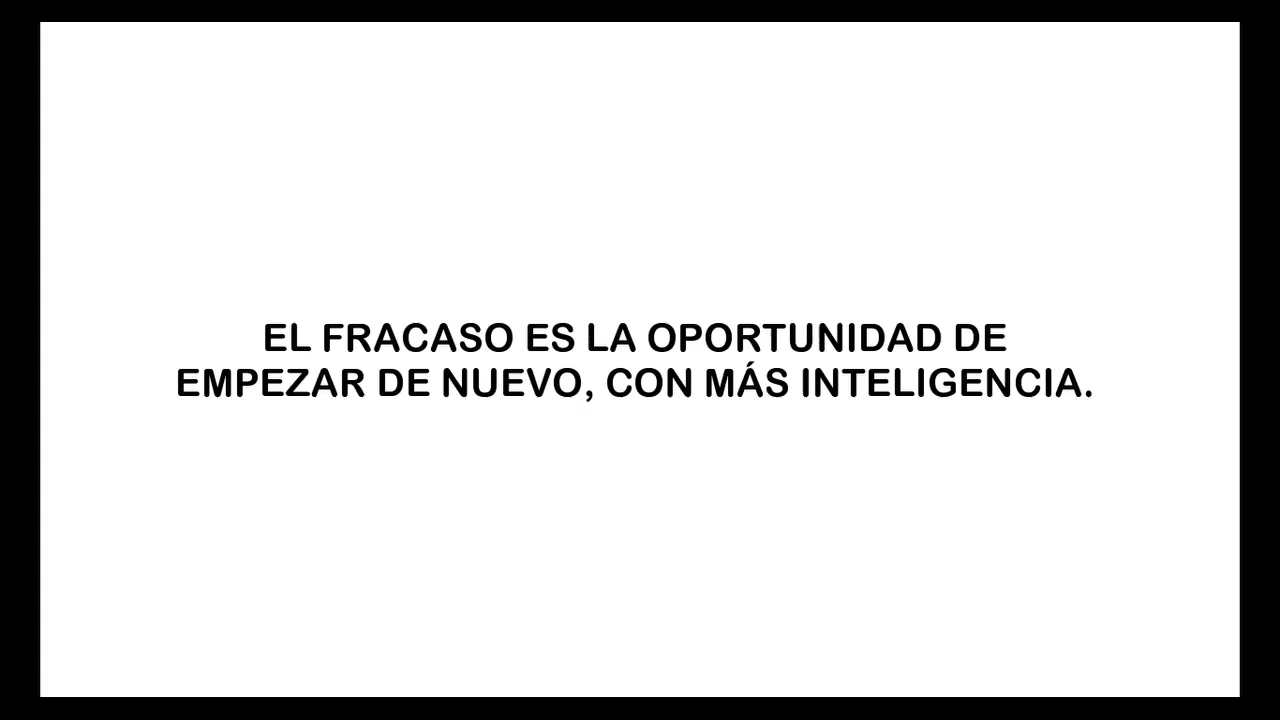 EL FRACASO ES LA OPORTUNIDAD DE
EMPEZAR DE NUEVO, CON MÁS INTELIGENCIA.